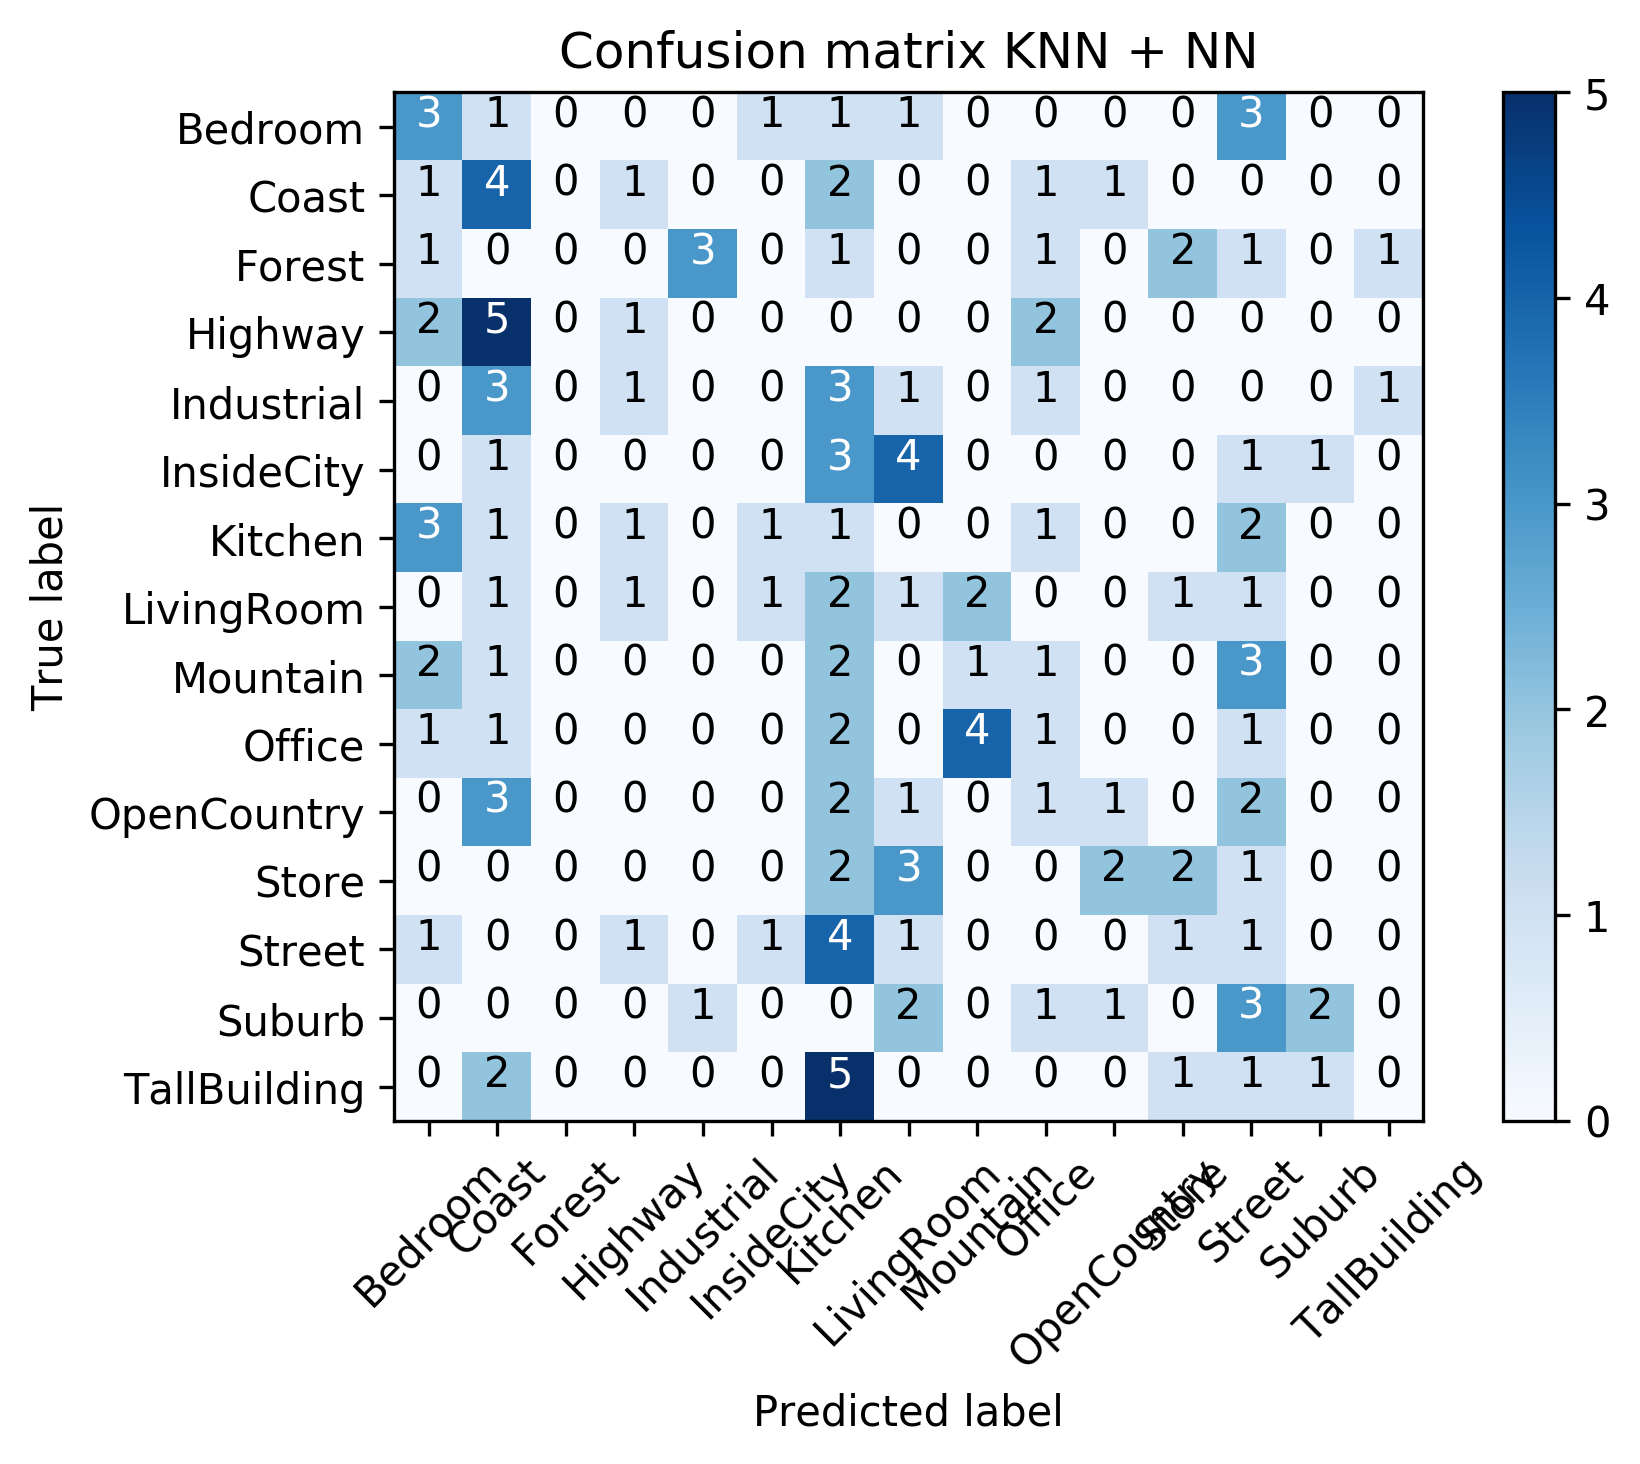 Confusion matrix KNN + NN
Bedroom 3 1 0 0 0 1 1 1 0 0 0 0 3 0 0
Coast 1 4 0 1 0 0 2 0 0 1 1 0 0 0 0
Forest 1 0 0 0 3 0 1 0 0 1 0 2 1 0 1
Highway 2 5 0 1 0 0 0 0 0 2 0 0 0 0 0
Industrial 0 3 0 1 0 0 3 1 0 1 0 0 0 0 1
InsideCity 0 1 0 0 0 0 3 4 0 0 0 0 1 1 0
Kitchen 3 1 0 1 0 1 1 0 0 1 0 0 2 0 0
LivingRoom 0 1 0 1 0 1 2 1 2 0 0 1 1 0 0
Mountain 2 1 0 0 0 0 2 0 1 1 0 0 3 0 0
Office 1 1 0 0 0 0 2 0 4 1 0 0 1 0 0
OpenCountry 0 3 0 0 0 0 2 1 0 1 1 0 2 0 0
Store 0 0 0 0 0 0 2 3 0 0 2 2 1 0 0
Street 1 0 0 1 0 1 4 1 0 0 0 1 1 0 0
Suburb 0 0 0 0 1 0 0 2 0 1 1 0 3 2 0
TallBuilding 0 2 0 0 0 0 5 0 0 0 0 1 1 1 0
True label
Bedroom
Coast
Forest
Highway
Industrial
InsideCity
Kitchen
LivingRoom
Mountain
Office
OpenCountry
Store
Street
Suburb
TallBuilding
Predicted label
5
4
3
2
1
0